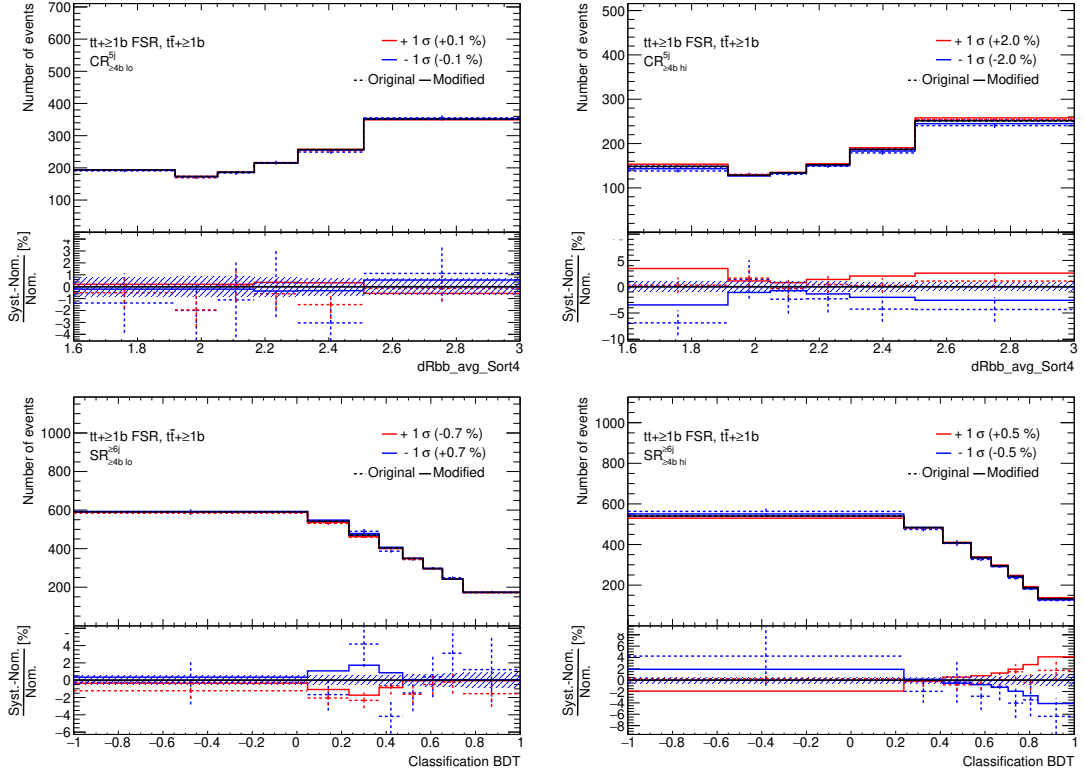 Number of events
700
600
500
400
300
200
100
tt+≥1b FSR, tt̄+≥1b
CR⁵ʲ≥4b lo
+ 1 σ (+0.1 %)
- 1 σ (-0.1 %)
Original Modified
Syst.-Nom. [%]
Nom.
3
2
1
0
−1
−2
−3
−4
1.6 1.8 2 2.2 2.4 2.6 2.8 3
dRbb_avg_Sort4
Number of events
500
400
300
200
100
tt+≥1b FSR, tt̄+≥1b
CR⁵ʲ≥4b hi
+ 1 σ (+2.0 %)
- 1 σ (-2.0 %)
Original Modified
Syst.-Nom. [%]
Nom.
5
0
−5
−10
1.6 1.8 2 2.2 2.4 2.6 2.8 3
dRbb_avg_Sort4
Number of events
1000
800
600
400
200
tt+≥1b FSR, tt̄+≥1b
SR≥⁶ʲ≥4b lo
+ 1 σ (-0.7 %)
- 1 σ (+0.7 %)
Original Modified
Syst.-Nom. [%]
Nom.
4
2
0
−2
−4
−6
−1 −0.8 −0.6 −0.4 −0.2 0 0.2 0.4 0.6 0.8 1
Classification BDT
Number of events
1000
800
600
400
200
tt+≥1b FSR, tt̄+≥1b
SR≥⁶ʲ≥4b hi
+ 1 σ (+0.5 %)
- 1 σ (-0.5 %)
Original Modified
Syst.-Nom. [%]
Nom.
8
6
4
2
0
−2
−4
−6
−8
−1 −0.8 −0.6 −0.4 −0.2 0 0.2 0.4 0.6 0.8 1
Classification BDT